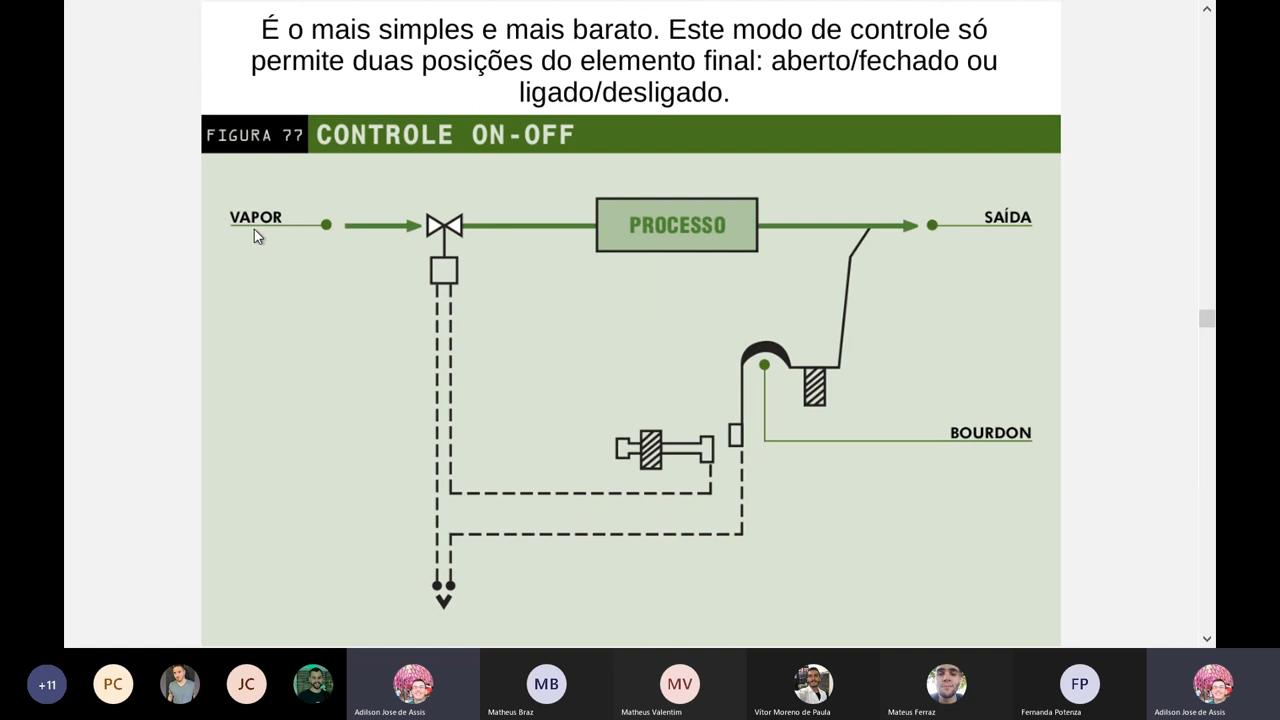 É o mais simples e mais barato. Este modo de controle só
permite duas posições do elemento final: aberto/fechado ou
ligado/desligado.
FIGURA 77 CONTROLE ON-OFF
VAPOR
PROCESSO
SAÍDA
BOURDON
+11
PC
JC
MB
MV
FP
Adilson Jose de Assis
Matheus Braz
Matheus Valentim
Vítor Moreno de Paula
Mateus Ferraz
Fernanda Potenza
Adilson Jose de Assis